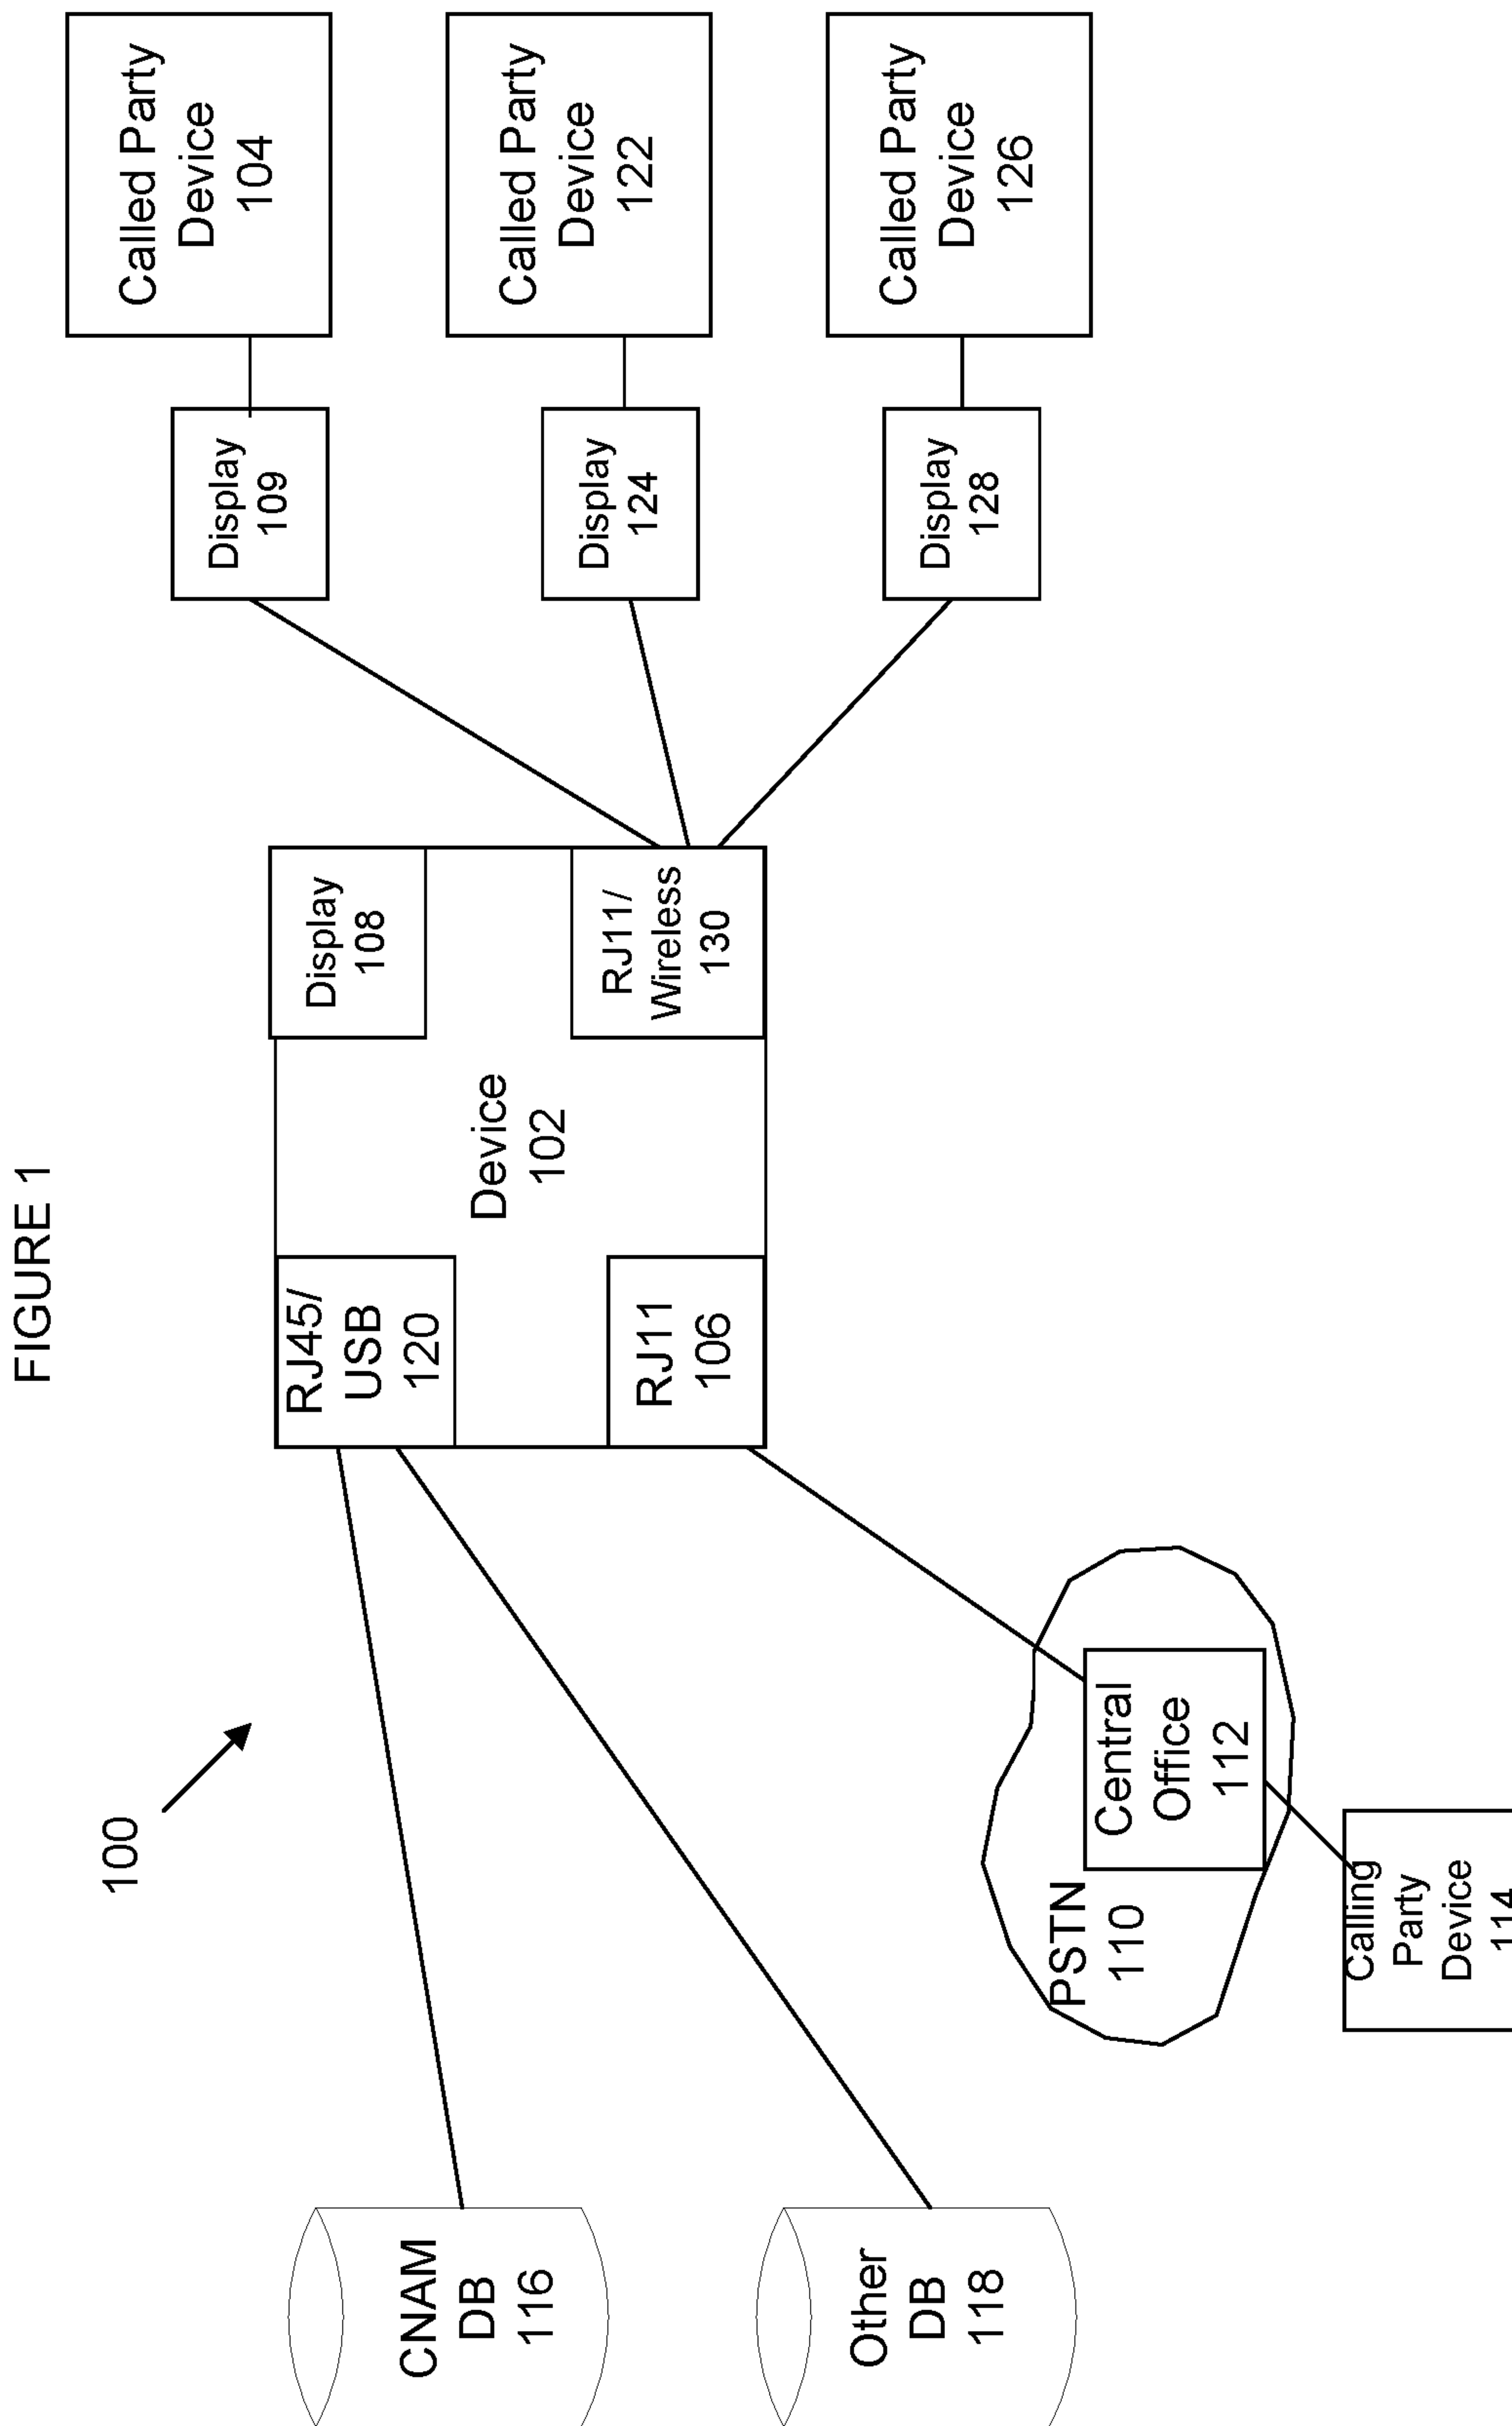 FIGURE 1
100
CNAM
DB
116
Other
DB
118
RJ45/
USB
120
RJ11
106
Device
102
Display
108
RJ11/
Wireless
130
PSTN
110
Central
Office
112
Calling
Party
Device
114
Display
109
Called Party
Device
104
Display
124
Called Party
Device
122
Display
128
Called Party
Device
126